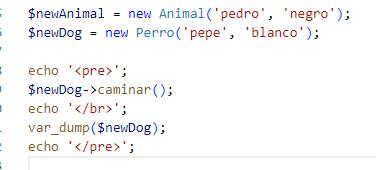 $newAnimal = new Animal('pedro', 'negro');
$newDog = new Perro('pepe', 'blanco');
echo '<pre>';
$newDog->caminar();
echo '</br>';
var_dump($newDog);
echo '</pre>';